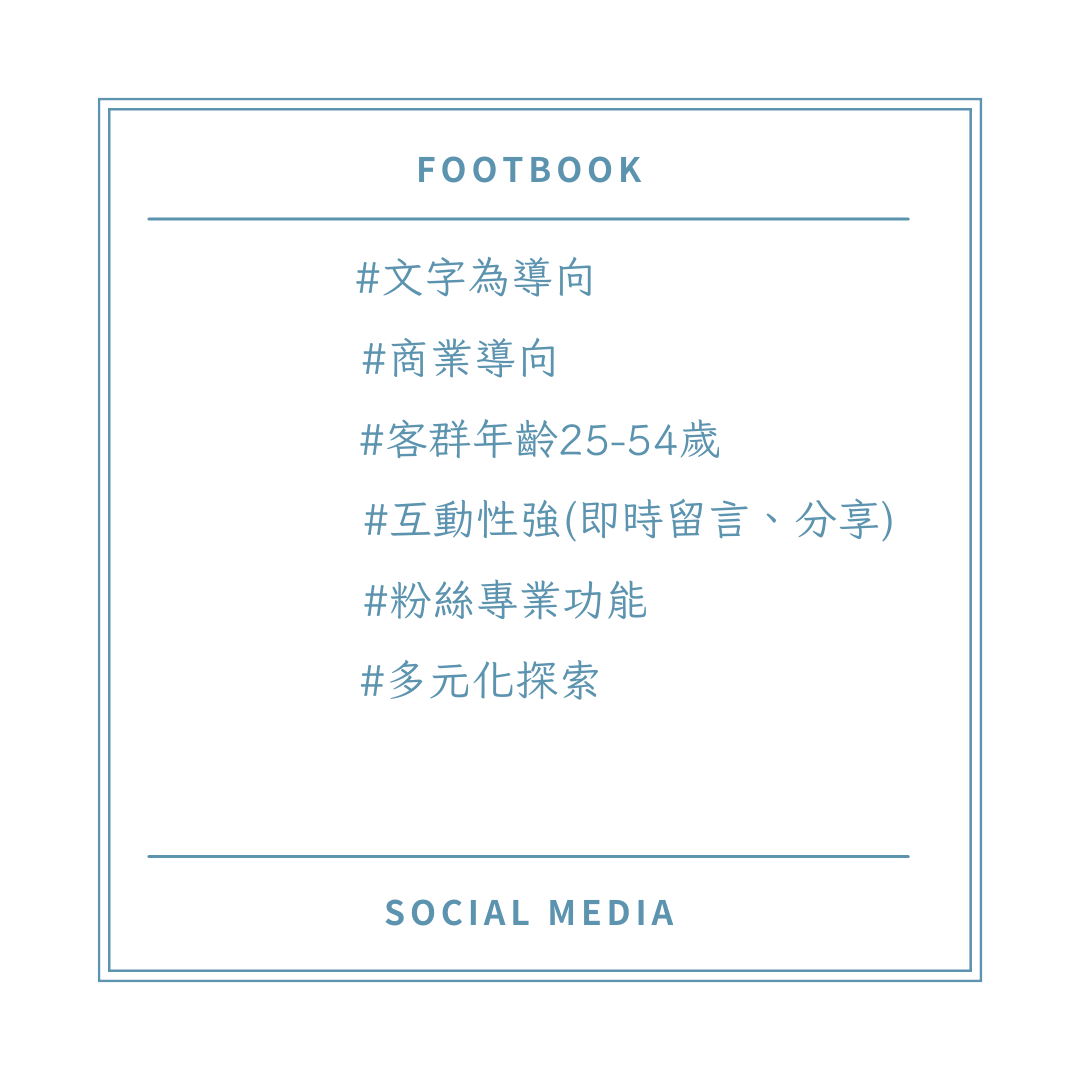 FOOTBOOK
#文字為導向
#商業導向
#客群年齡25-54歲
#互動性強(即時留言、分享)
#粉絲專業功能
#多元化探索
SOCIAL MEDIA